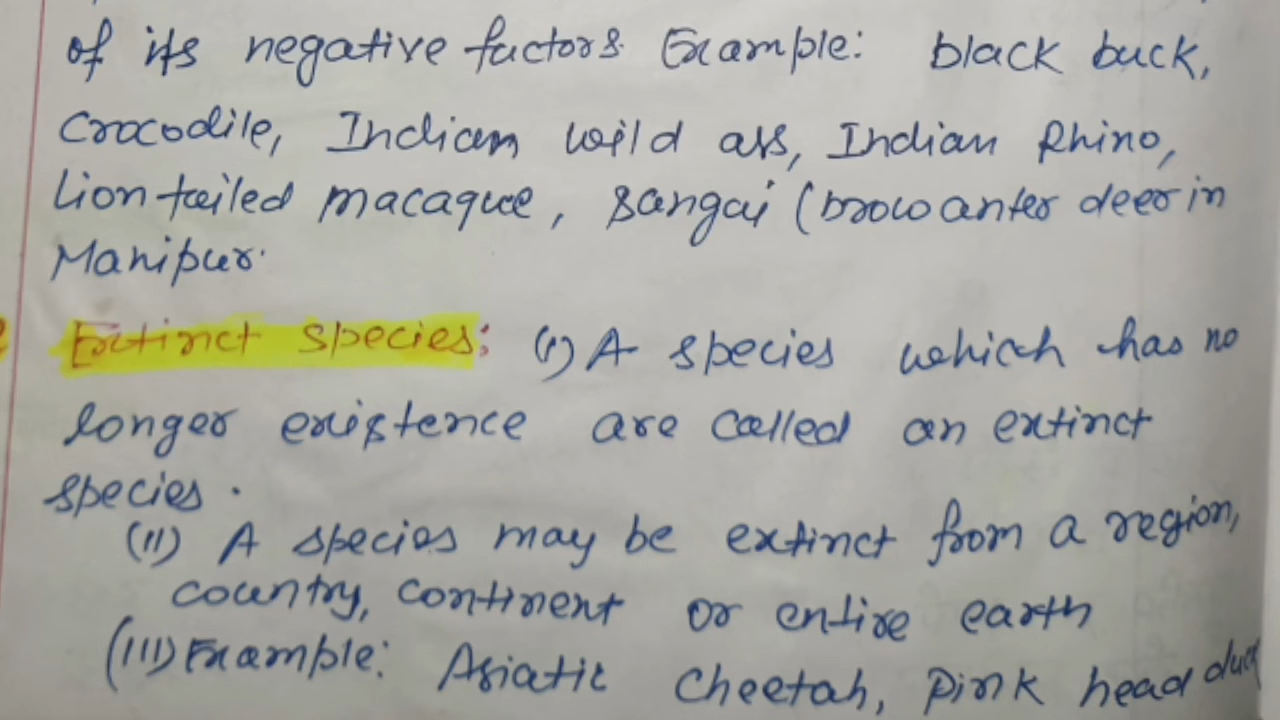 of its negative factors. Example: black buck,
Crocodile, Indian wild ass, Indian Rhino,
Lion tailed macaque, sangai (brow anter deer in
Manipur.
Extinct species: (i) A species which has no
longer existence are called an extinct
species.
(II) A species may be extinct from a region,
country, continent or entire earth
(III) Example: Asiatic Cheetah, Pink head duck